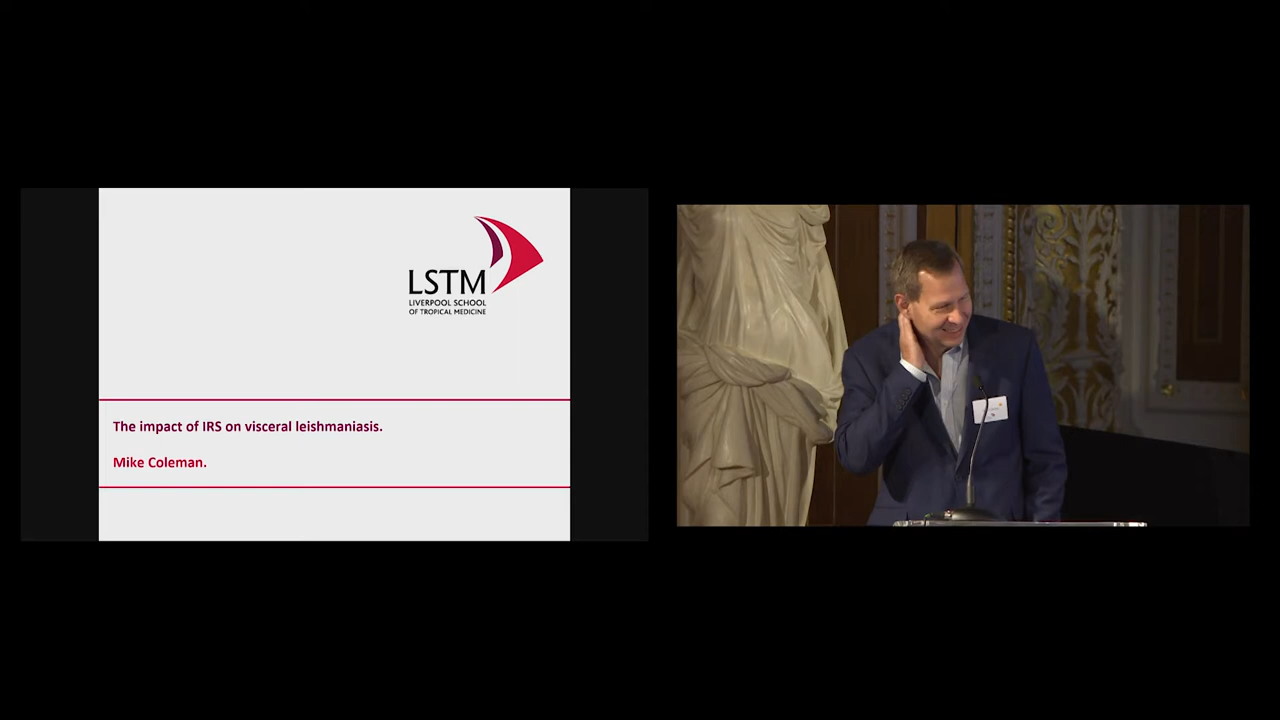 LSTM
LIVERPOOL SCHOOL
OF TROPICAL MEDICINE
The impact of IRS on visceral leishmaniasis.
Mike Coleman.